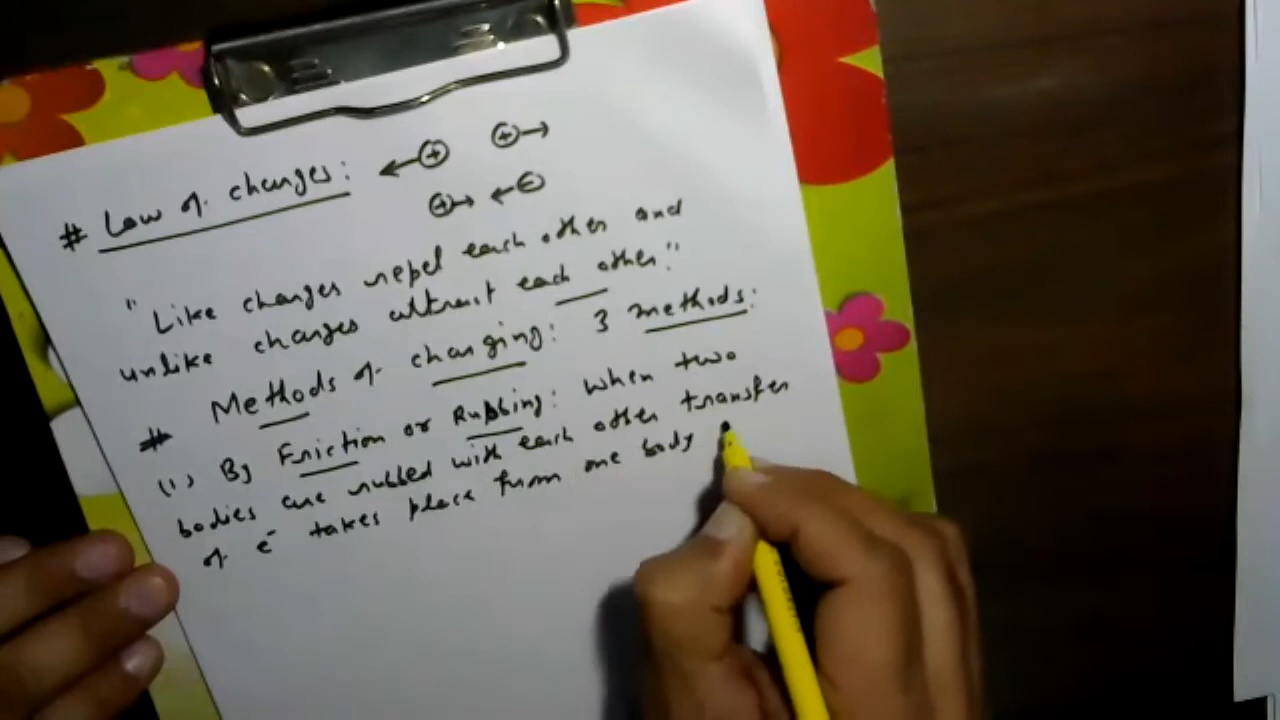 # Law of charges: ← ⊕ ⊕ →
⊕ → ← ⊖
"Like charges repel each other and
unlike charges attract each other."
# Methods of charging: 3 methods:
(1) By Friction or Rubbing: when two
bodies are rubbed with each other transfer
of e⁻ takes place from one body